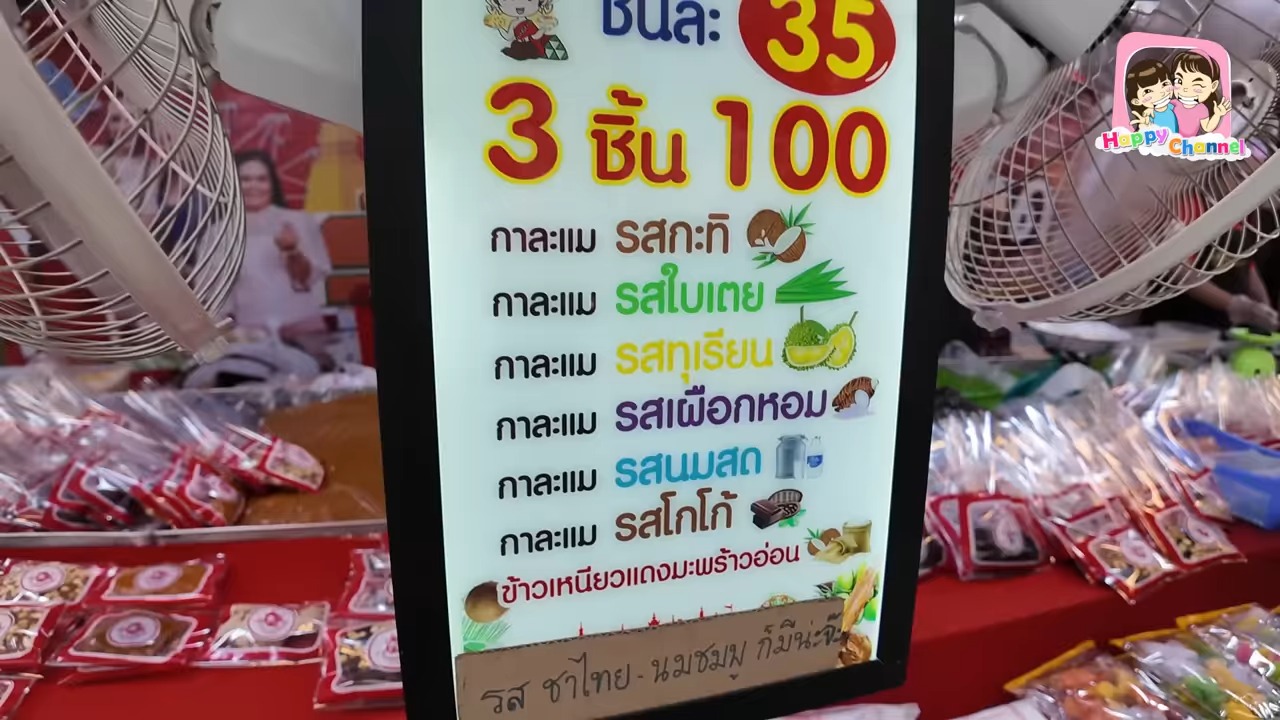 ชิ้นละ 35
3 ชิ้น 100
กาละแม รสกะทิ
กาละแม รสใบเตย
กาละแม รสทุเรียน
กาละแม รสเผือกหอม
กาละแม รสนมสด
กาละแม รสโกโก้
ข้าวเหนียวแดงมะพร้าวอ่อน
รส ชาไทย - นมชมพู ก็มีน่ะจ๊ะ
Happy Channel